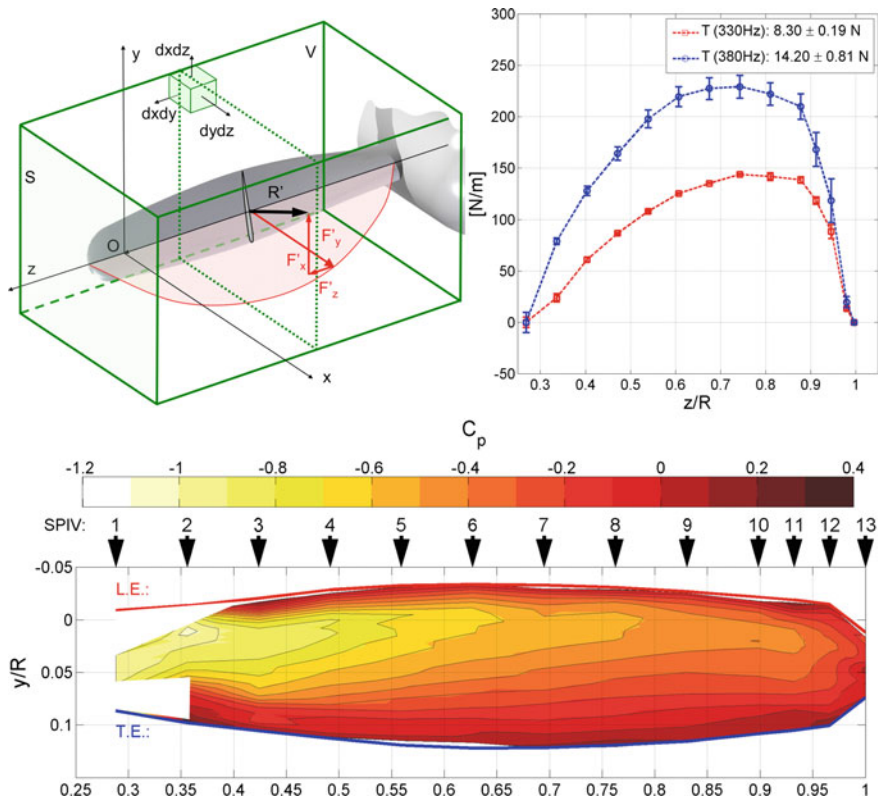 y
dxdz
V
dxdy
dydz
S
R'
O
F'y
F'x
F'z
z
x
300
250
200
150
100
50
0
-50
[N/m]
T (330Hz): 8.30 ± 0.19 N
T (380Hz): 14.20 ± 0.81 N
0.3 0.4 0.5 0.6 0.7 0.8 0.9 1
z/R
Cp
-1.2 -1 -0.8 -0.6 -0.4 -0.2 0 0.2 0.4
SPIV: 1 2 3 4 5 6 7 8 9 10 11 12 13
-0.05
L.E.:
0
y/R
0.05
0.1
T.E.:
0.25 0.3 0.35 0.4 0.45 0.5 0.55 0.6 0.65 0.7 0.75 0.8 0.85 0.9 0.95 1